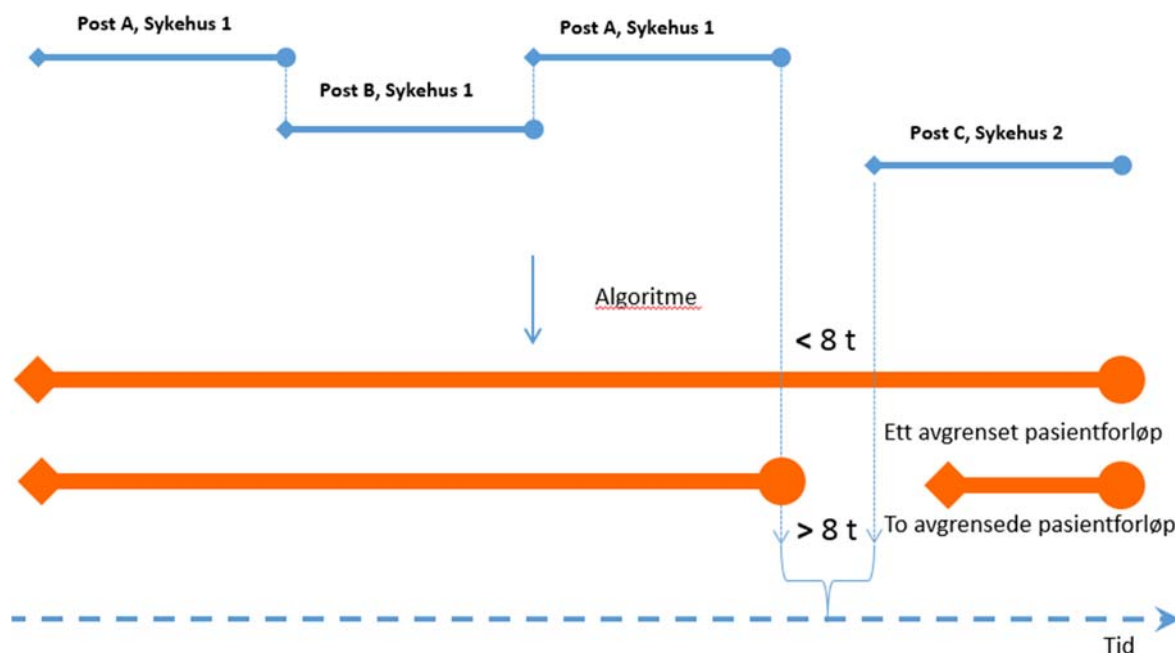 Post A, Sykehus 1
Post A, Sykehus 1
Post B, Sykehus 1
Post C, Sykehus 2
Algoritme
< 8 t
Ett avgrenset pasientforløp
> 8 t
To avgrensede pasientforløp
Tid